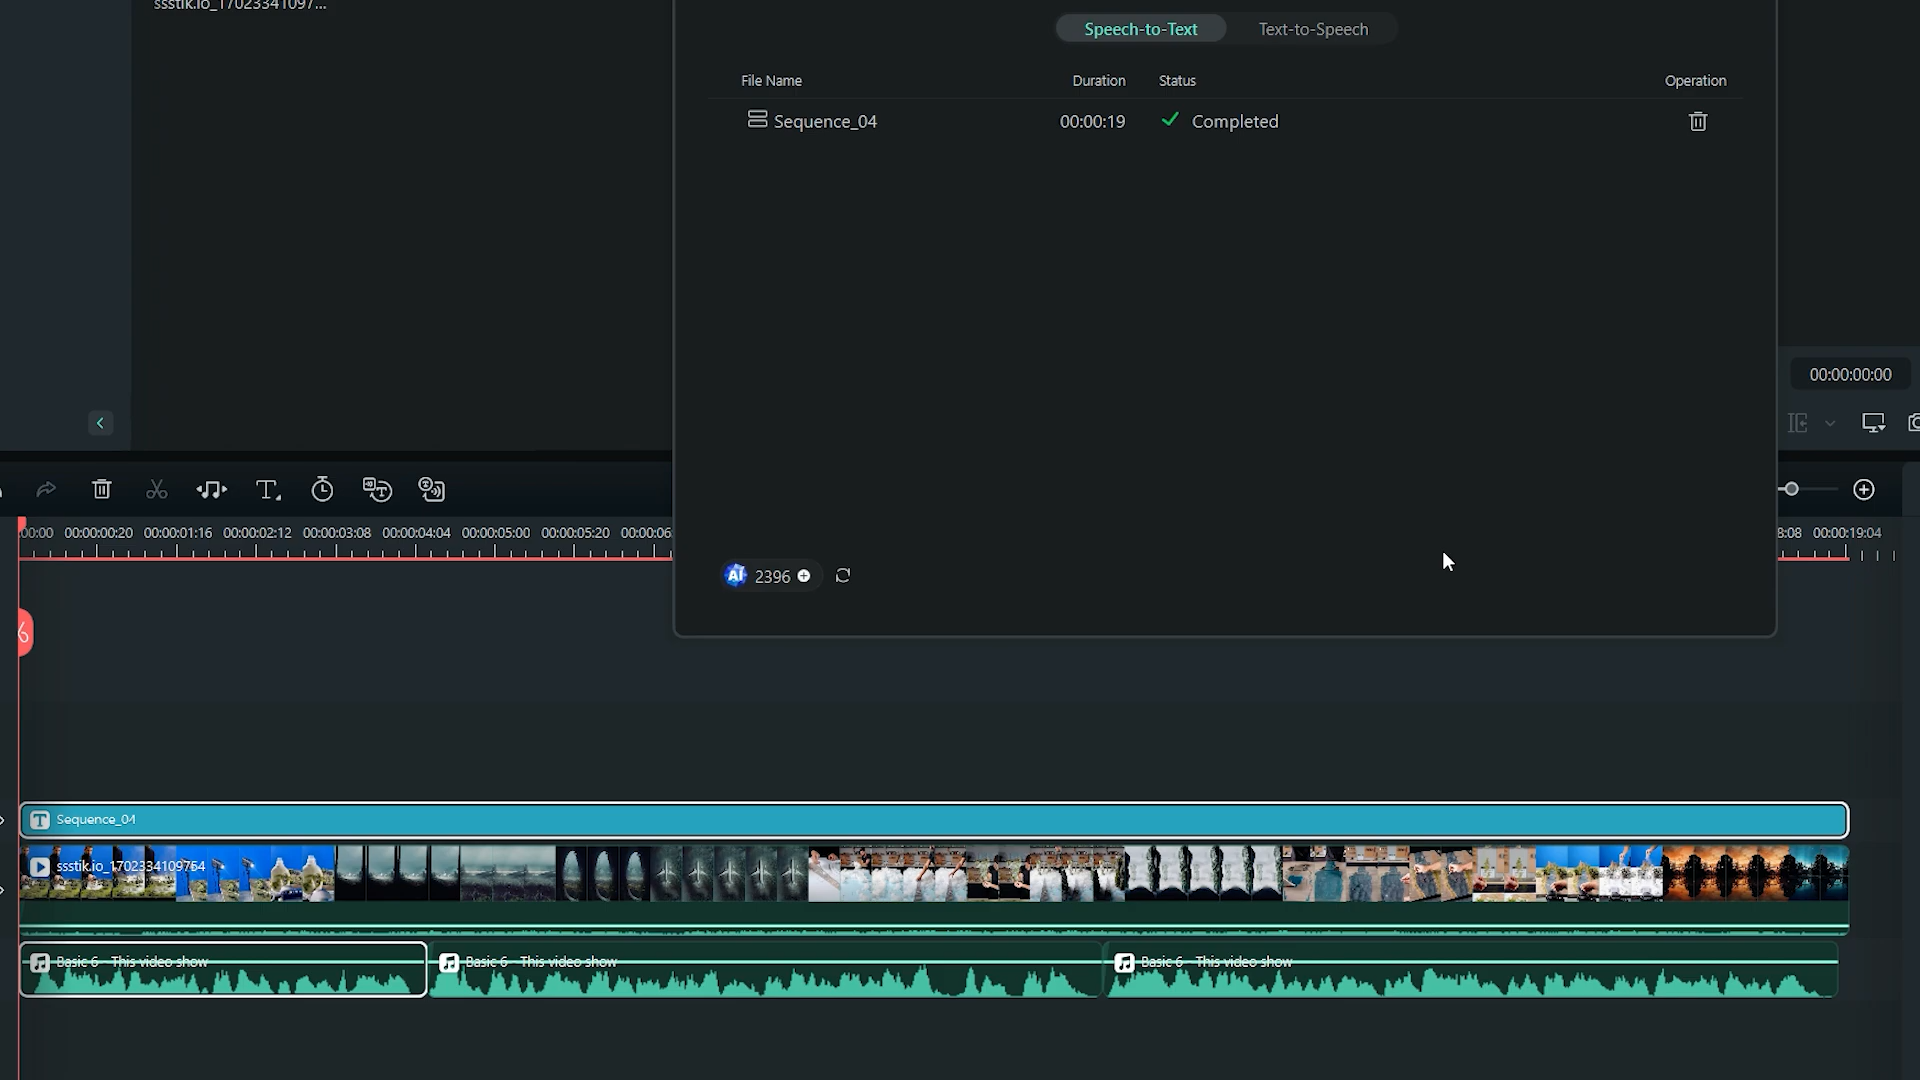 ssstik.io_17023341097...
Speech-to-Text Text-to-Speech
File Name Duration Status Operation
Sequence_04 00:00:19 Completed
00:00:00:00
:00:00 00:00:00:20 00:00:01:16 00:00:02:12 00:00:03:08 00:00:04:04 00:00:05:00 00:00:05:20 00:00:06: 8:08 00:00:19:04
AI 2396
Sequence_04
ssstik.io_1702334109764
Basic 6 - This video show Basic 6 - This video show Basic 6 - This video show